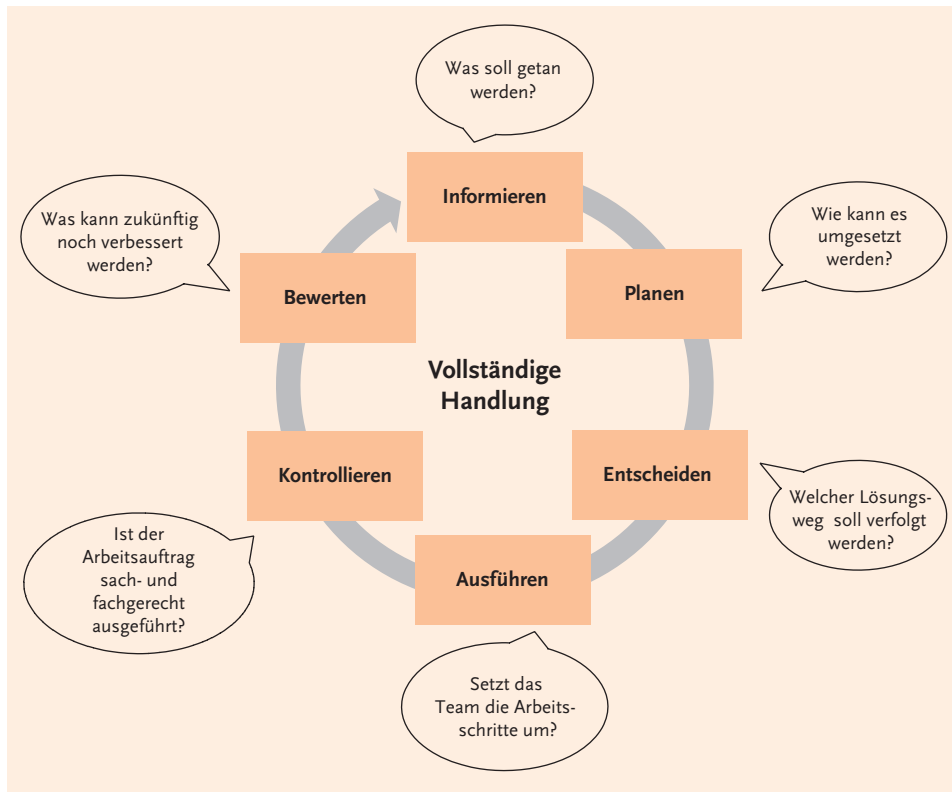 Was soll getan
werden?
Informieren
Wie kann es
umgesetzt
werden?
Planen
Welcher Lösungs-
weg soll verfolgt
werden?
Entscheiden
Setzt das
Team die Arbeits-
schritte um?
Ausführen
Ist der
Arbeitsauftrag
sach- und
fachgerecht
ausgeführt?
Kontrollieren
Was kann zukünftig
noch verbessert
werden?
Bewerten
Vollständige
Handlung